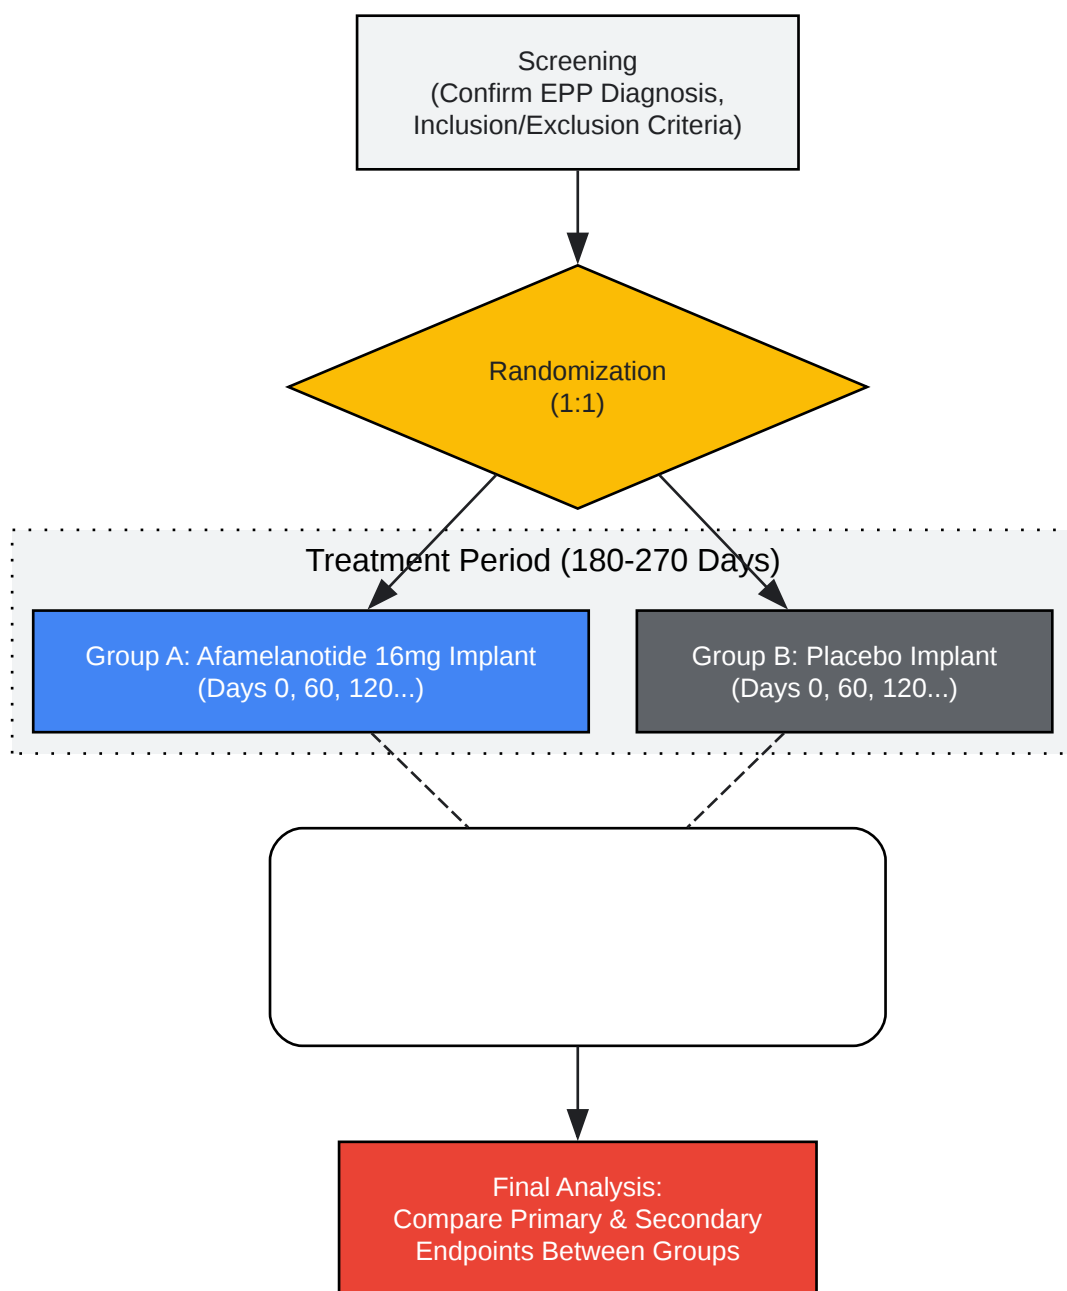 Screening
(Confirm EPP Diagnosis,
Inclusion/Exclusion Criteria)
Randomization
(1:1)
Treatment Period (180-270 Days)
Group A: Afamelanotide 16mg Implant
(Days 0, 60, 120...)
Group B: Placebo Implant
(Days 0, 60, 120...)
Final Analysis:
Compare Primary & Secondary
Endpoints Between Groups